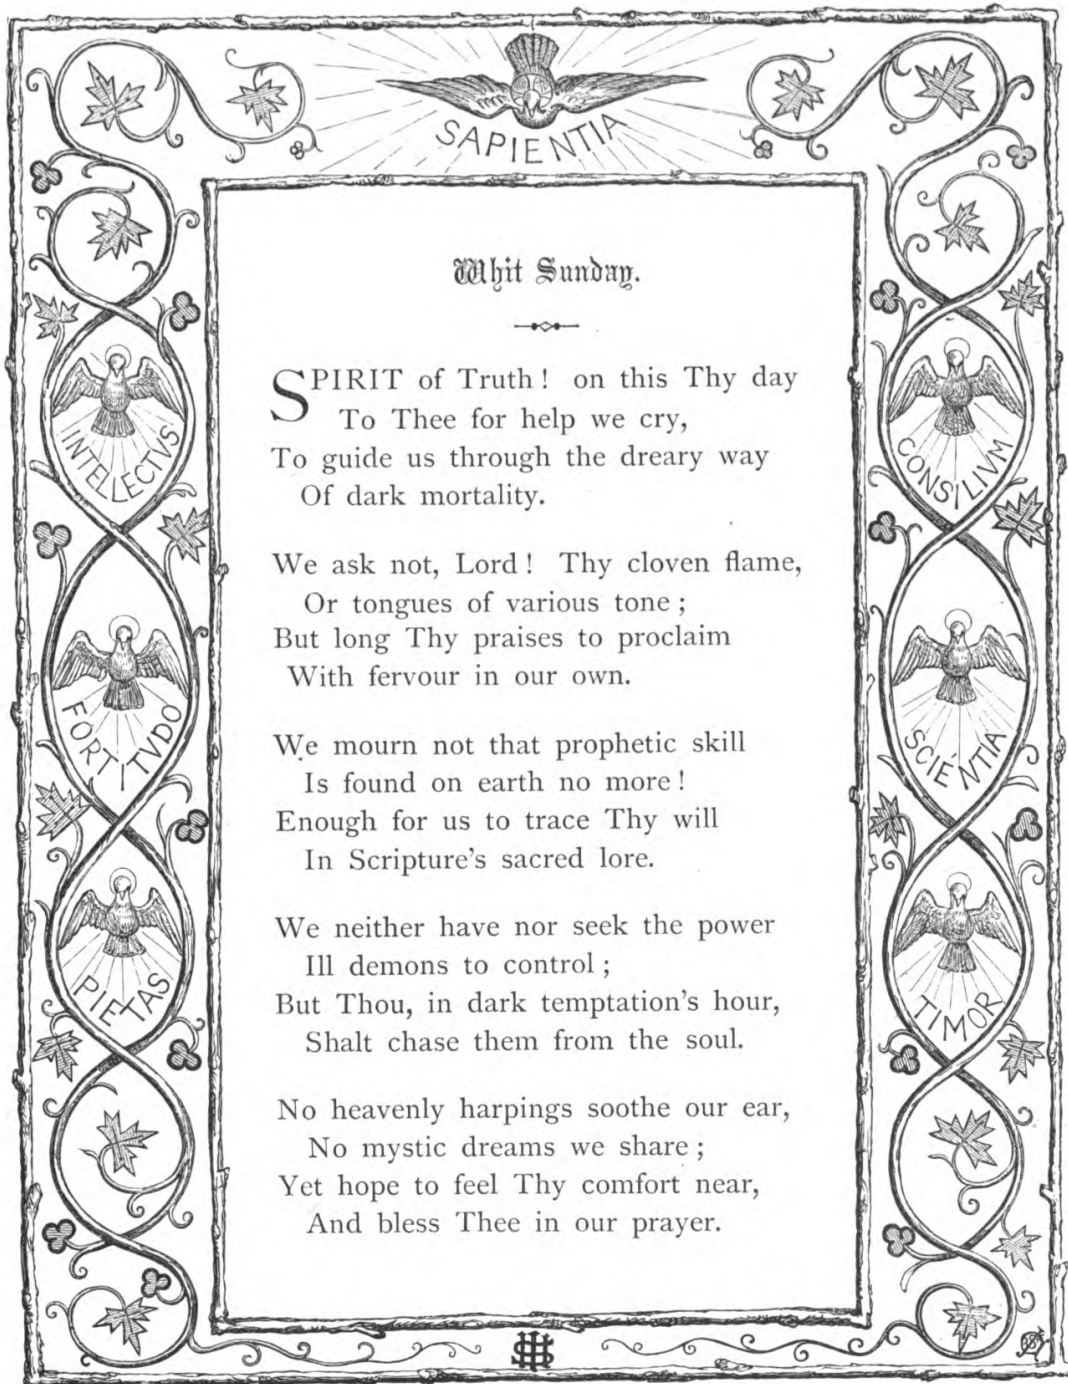 SAPIENTIA
INTELLECTVS
FORTITVDO
PIETAS
CONSILIVM
SCIENTIA
TIMOR
Whit Sunday.
SPIRIT of Truth! on this Thy day
To Thee for help we cry,
To guide us through the dreary way
Of dark mortality.
We ask not, Lord! Thy cloven flame,
Or tongues of various tone;
But long Thy praises to proclaim
With fervour in our own.
We mourn not that prophetic skill
Is found on earth no more!
Enough for us to trace Thy will
In Scripture's sacred lore.
We neither have nor seek the power
Ill demons to control;
But Thou, in dark temptation's hour,
Shalt chase them from the soul.
No heavenly harpings soothe our ear,
No mystic dreams we share;
Yet hope to feel Thy comfort near,
And bless Thee in our prayer.